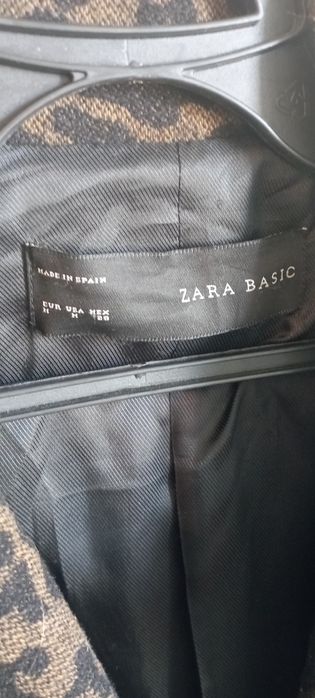 MADE IN SPAIN
ZARA BASIC
EUR USA MEX
M M 28